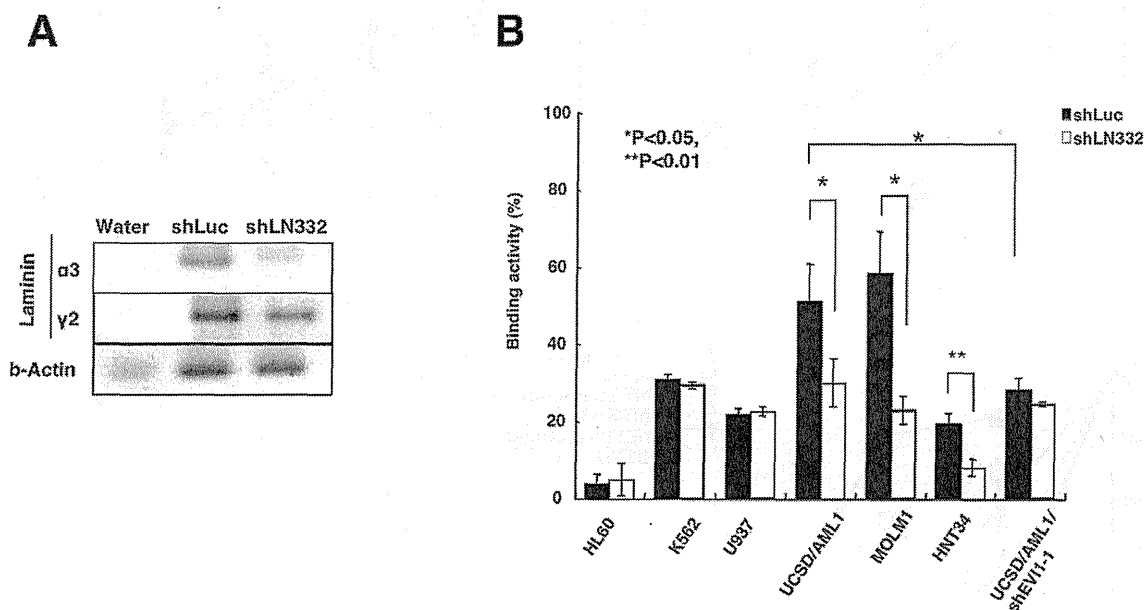 A
Water shLuc shLN332
Laminin
α3
γ2
b-Actin
B
Binding activity (%)
100
80
60
40
20
0
*P<0.05,
**P<0.01
■shLuc
□shLN332
*
*
*
**
HL60
K562
U937
UCSD/AML1
MOLM1
HNT34
UCSD/AML1/
shEVI1-1